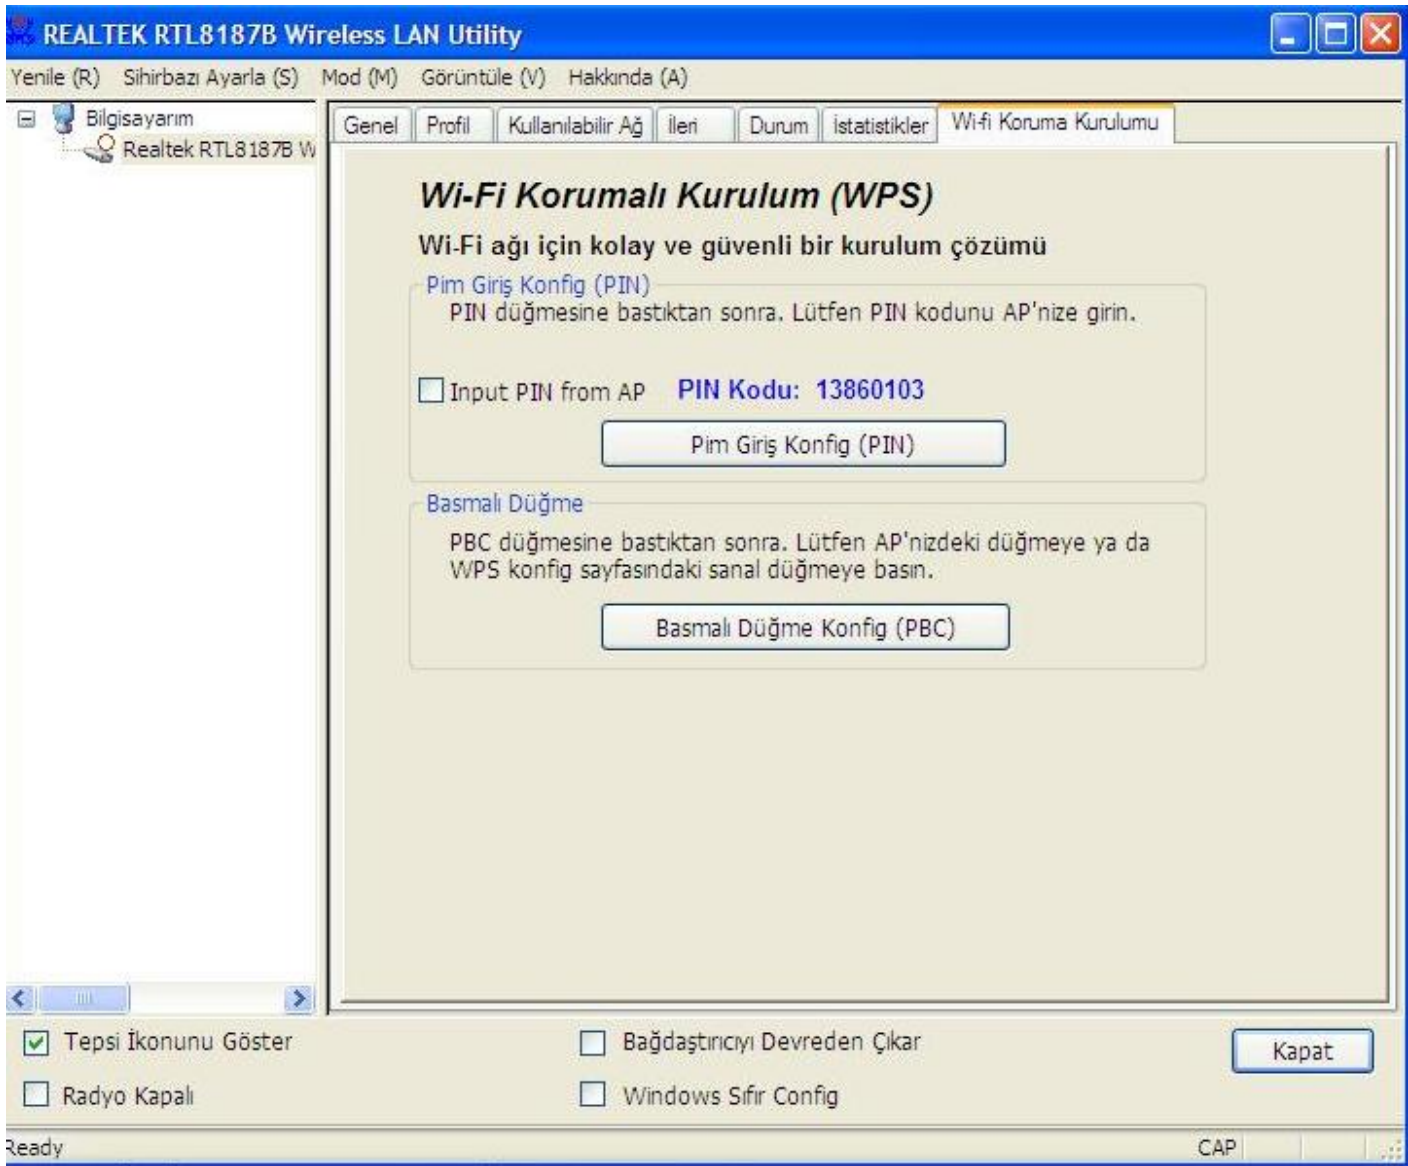 REALTEK RTL8187B Wireless LAN Utility
Yenile (R) Sihirbazı Ayarla (S) Mod (M) Görüntüle (V) Hakkında (A)
Bilgisayarım
Realtek RTL8187B W
Genel Profil Kullanılabilir Ağ İleri Durum İstatistikler Wi-fi Koruma Kurulumu
Wi-Fi Korumalı Kurulum (WPS)
Wi-Fi ağı için kolay ve güvenli bir kurulum çözümü
Pim Giriş Konfig (PIN)
PIN düğmesine bastıktan sonra. Lütfen PIN kodunu AP'nize girin.
Input PIN from AP PIN Kodu: 13860103
Pim Giriş Konfig (PIN)
Basmalı Düğme
PBC düğmesine bastıktan sonra. Lütfen AP'nizdeki düğmeye ya da
WPS konfig sayfasındaki sanal düğmeye basın.
Basmalı Düğme Konfig (PBC)
Tepsi İkonunu Göster Bağdaştırıcıyı Devreden Çıkar Kapat
Radyo Kapalı Windows Sıfır Config
Ready CAP